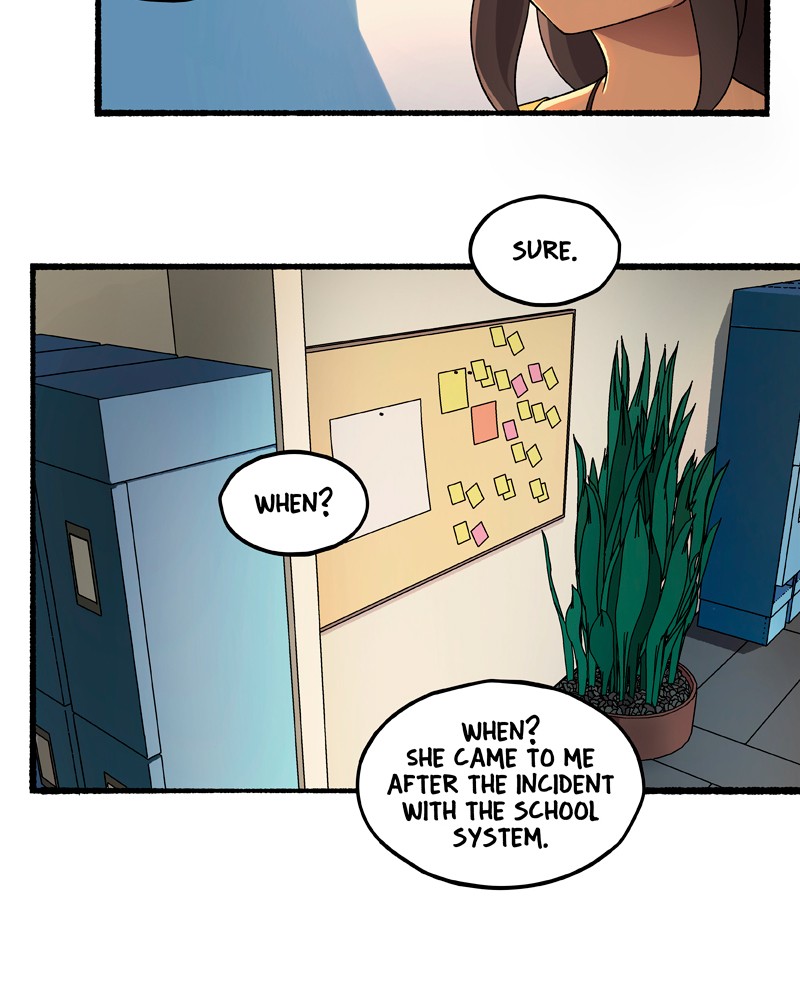 SURE.
WHEN?
WHEN?
SHE CAME TO ME
AFTER THE INCIDENT
WITH THE SCHOOL
SYSTEM.